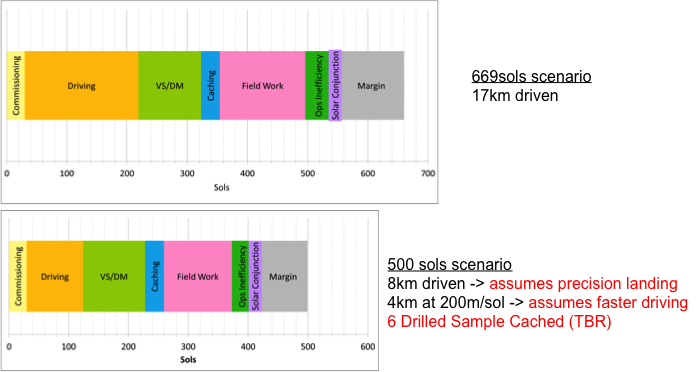 Commissioning
Driving
VS/DM
Caching
Field Work
Ops Inefficiency
Solar Conjunction
Margin
0 100 200 300 400 500 600 700
Sols
669sols scenario
17km driven
Commissioning
Driving
VS/DM
Caching
Field Work
Ops Inefficiency
Solar Conjunction
Margin
0 100 200 300 400 500 600
Sols
500 sols scenario
8km driven -> assumes precision landing
4km at 200m/sol -> assumes faster driving
6 Drilled Sample Cached (TBR)